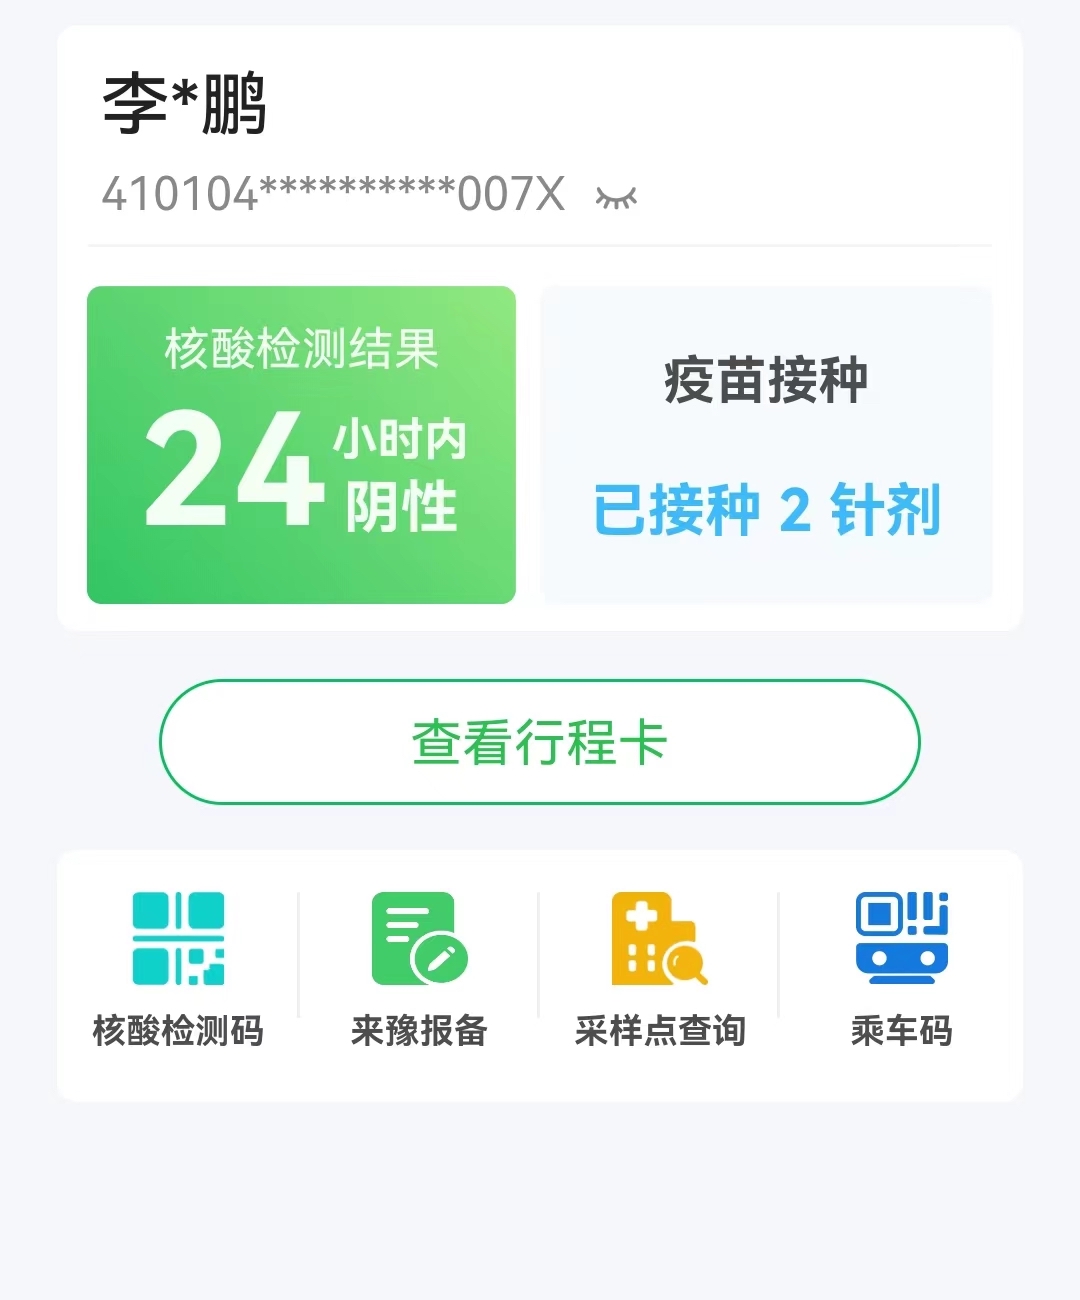 李*鹏
410104**********007X
核酸检测结果
24 小时内
阴性
疫苗接种
已接种 2 针剂
查看行程卡
核酸检测码
来豫报备
采样点查询
乘车码